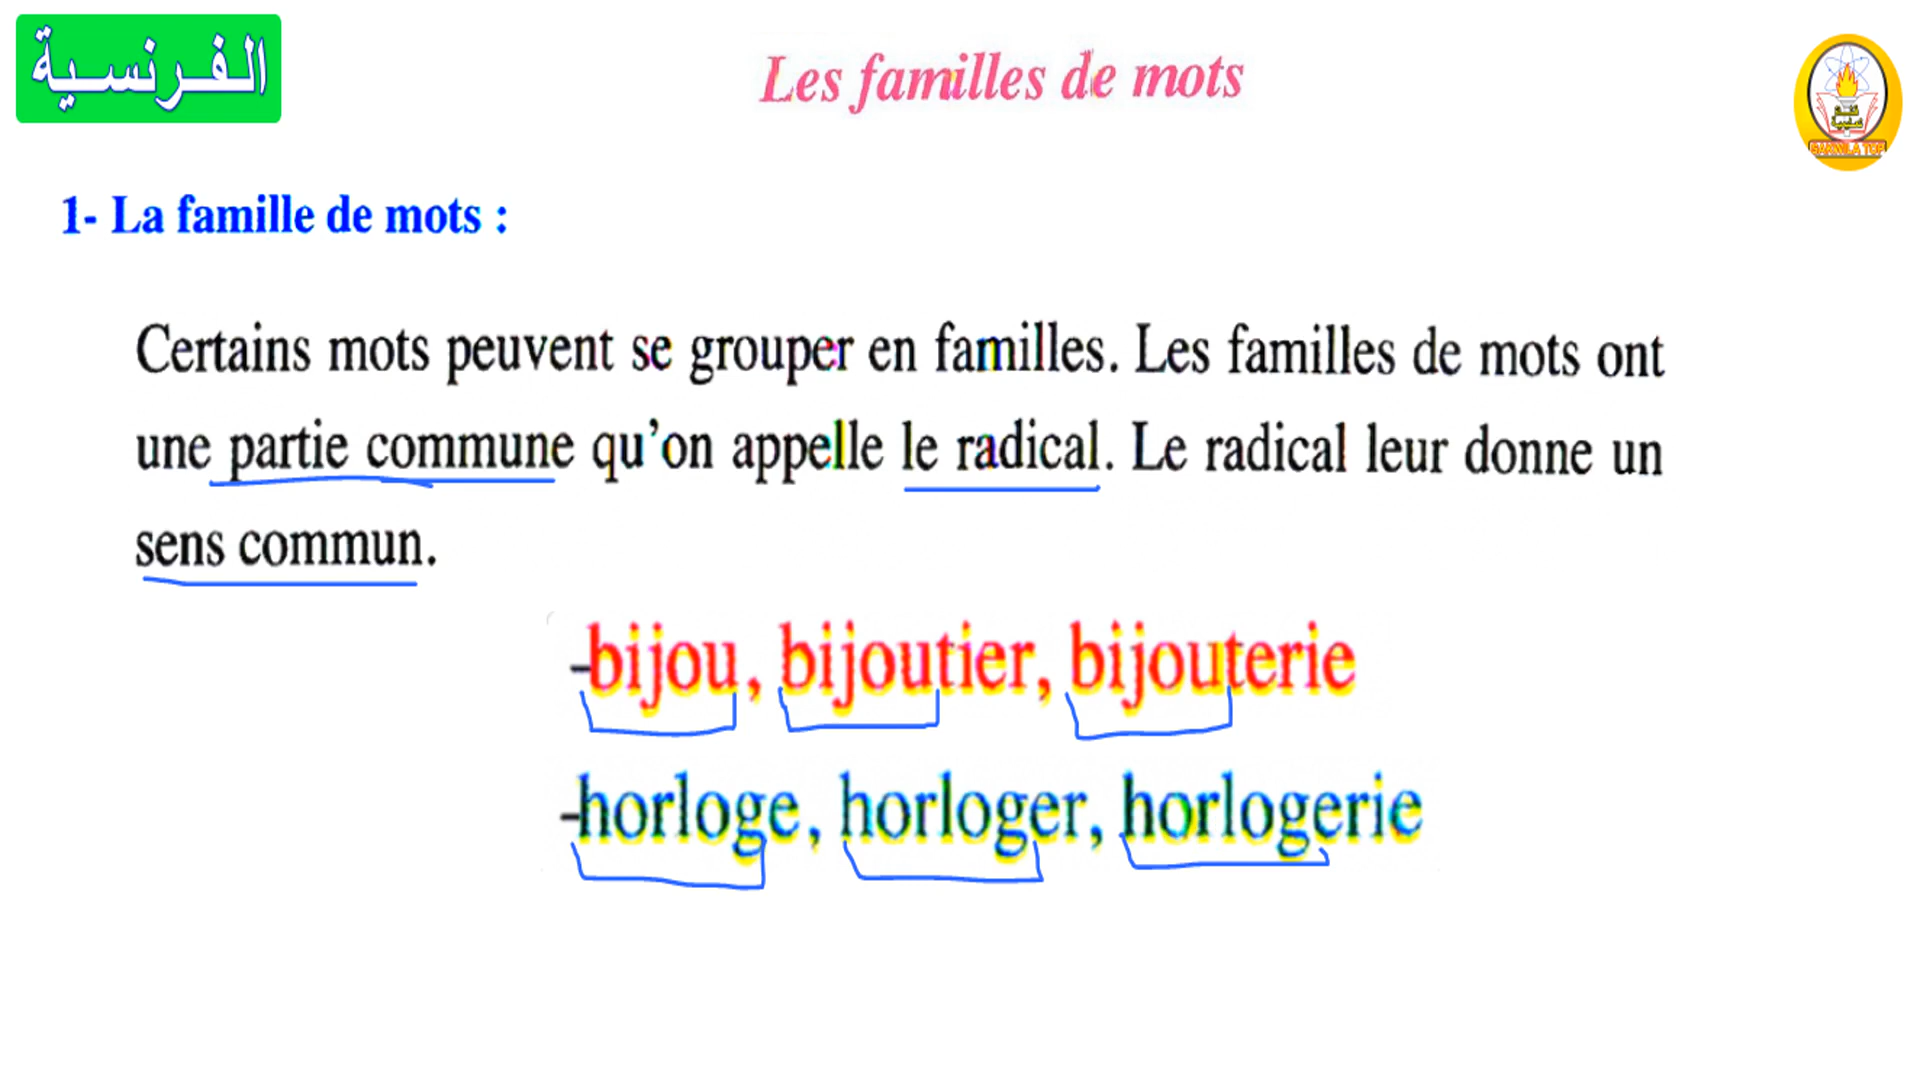 الفرنسية
Les familles de mots
1- La famille de mots :
Certains mots peuvent se grouper en familles. Les familles de mots ont
une partie commune qu'on appelle le radical. Le radical leur donne un
sens commun.
-bijou, bijoutier, bijouterie
-horloge, horloger, horlogerie